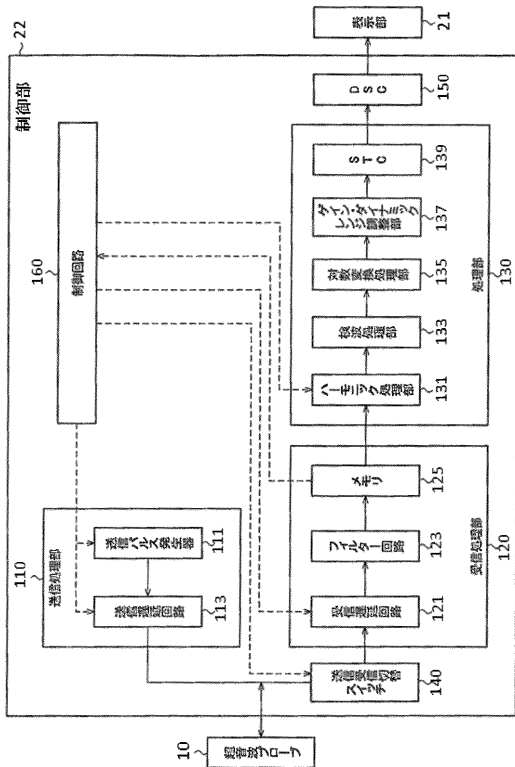 22
制御部
160
制御回路
110
送信処理部
送信パルス発生器
111
送信遅延回路
113
10
超音波プローブ
送信受信切替
スイッチ
140
受信遅延回路
121
フィルター回路
123
メモリ
125
受信処理部
120
ハーモニック処理部
131
検波処理部
133
対数変換処理部
135
ゲイン・ダイナミック
レンジ調整部
137
STC
139
処理部
130
DSC
150
表示部
21